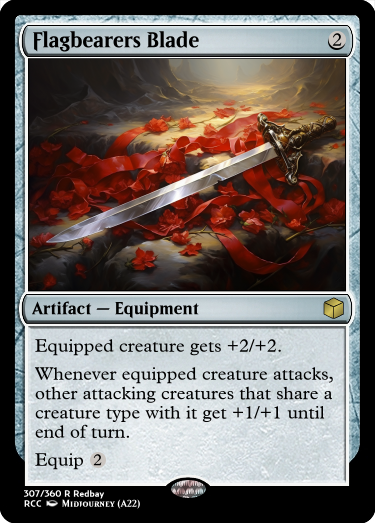 Flagbearers Blade 2
Artifact — Equipment
Equipped creature gets +2/+2.
Whenever equipped creature attacks,
other attacking creatures that share a
creature type with it get +1/+1 until
end of turn.
Equip 2
307/360 R Redbay
RCC Midjourney (A22)